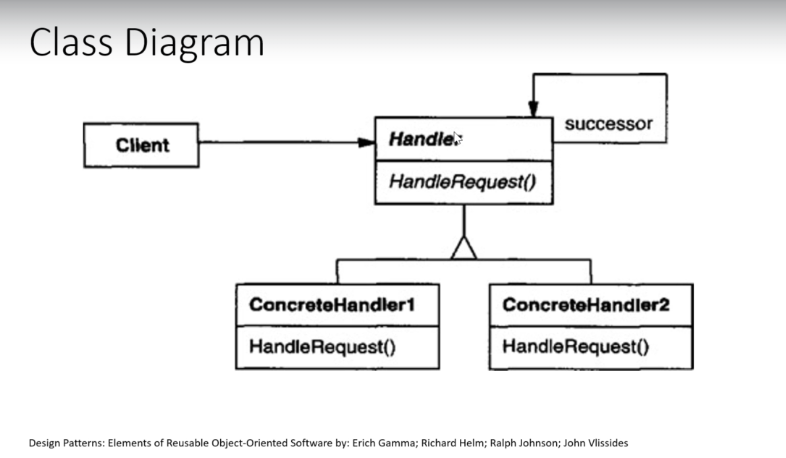 Class Diagram
successor
Client
Handler
HandleRequest()
ConcreteHandler1
ConcreteHandler2
HandleRequest()
HandleRequest()
Design Patterns: Elements of Reusable Object-Oriented Software by: Erich Gamma; Richard Helm; Ralph Johnson; John Vlissides